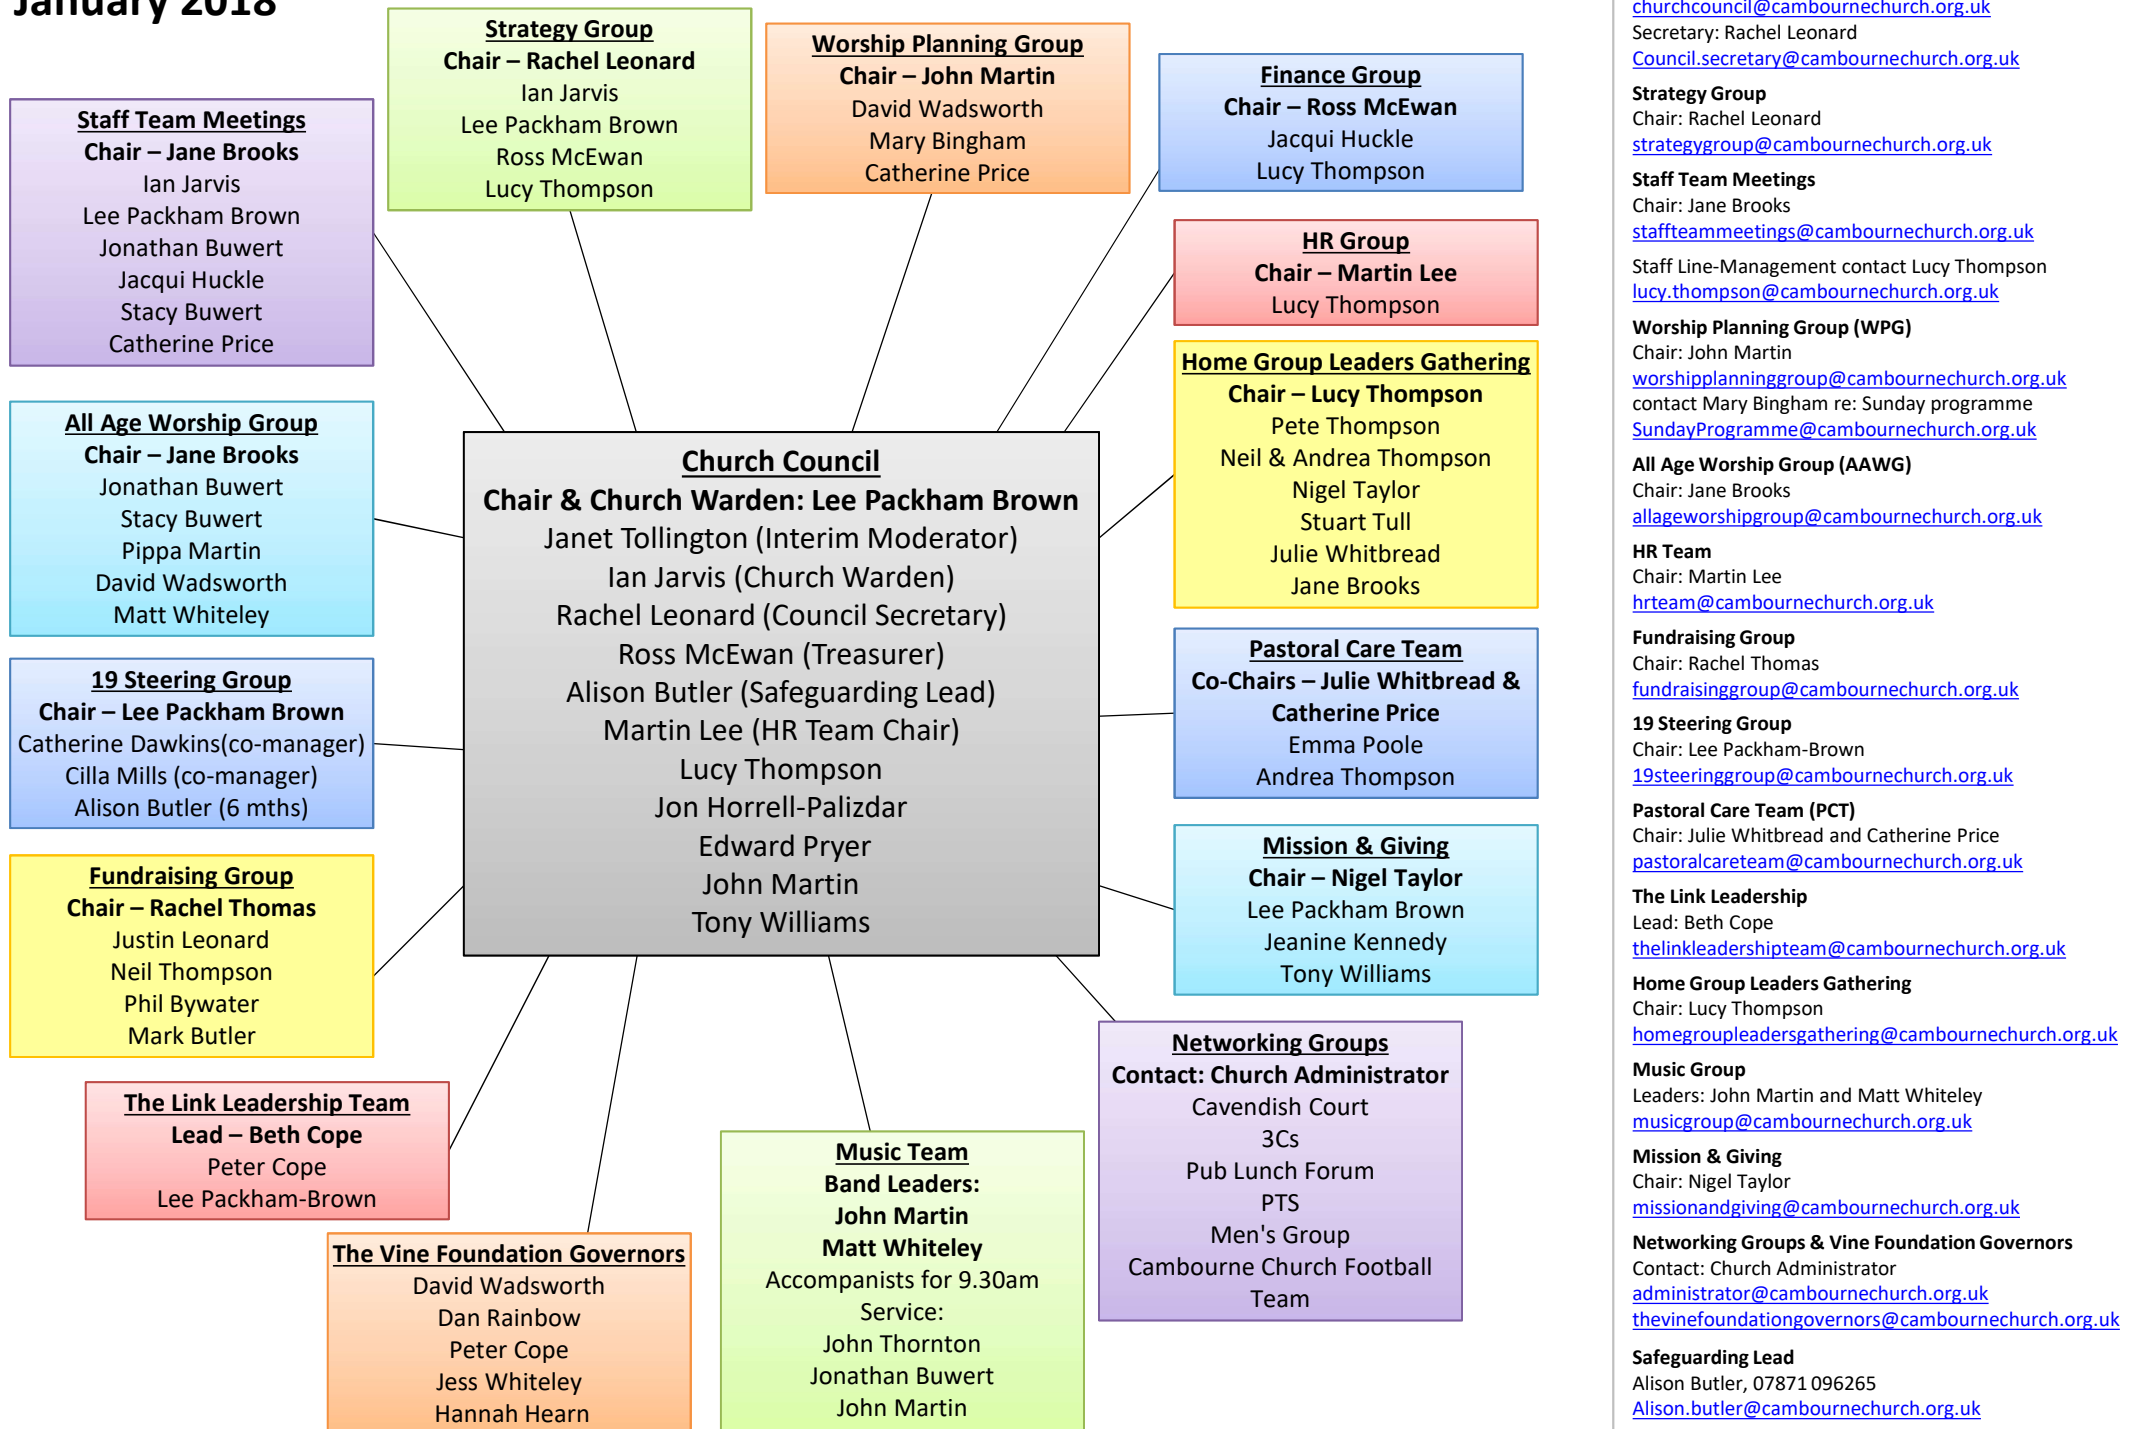 January 2018
Strategy Group
Chair – Rachel Leonard
Ian Jarvis
Lee Packham Brown
Ross McEwan
Lucy Thompson
Worship Planning Group
Chair – John Martin
David Wadsworth
Mary Bingham
Catherine Price
Finance Group
Chair – Ross McEwan
Jacqui Huckle
Lucy Thompson
Staff Team Meetings
Chair – Jane Brooks
Ian Jarvis
Lee Packham Brown
Jonathan Buwert
Jacqui Huckle
Stacy Buwert
Catherine Price
HR Group
Chair – Martin Lee
Lucy Thompson
Home Group Leaders Gathering
Chair – Lucy Thompson
Pete Thompson
Neil & Andrea Thompson
Nigel Taylor
Stuart Tull
Julie Whitbread
Jane Brooks
All Age Worship Group
Chair – Jane Brooks
Jonathan Buwert
Stacy Buwert
Pippa Martin
David Wadsworth
Matt Whiteley
Church Council
Chair & Church Warden: Lee Packham Brown
Janet Tollington (Interim Moderator)
Ian Jarvis (Church Warden)
Rachel Leonard (Council Secretary)
Ross McEwan (Treasurer)
Alison Butler (Safeguarding Lead)
Martin Lee (HR Team Chair)
Lucy Thompson
Jon Horrell-Palizdar
Edward Pryer
John Martin
Tony Williams
19 Steering Group
Chair – Lee Packham Brown
Catherine Dawkins(co-manager)
Cilla Mills (co-manager)
Alison Butler (6 mths)
Pastoral Care Team
Co-Chairs – Julie Whitbread &
Catherine Price
Emma Poole
Andrea Thompson
Fundraising Group
Chair – Rachel Thomas
Justin Leonard
Neil Thompson
Phil Bywater
Mark Butler
Mission & Giving
Chair – Nigel Taylor
Lee Packham Brown
Jeanine Kennedy
Tony Williams
The Link Leadership Team
Lead – Beth Cope
Peter Cope
Lee Packham-Brown
Networking Groups
Contact: Church Administrator
Cavendish Court
3Cs
Pub Lunch Forum
PTS
Men's Group
Cambourne Church Football
Team
The Vine Foundation Governors
David Wadsworth
Dan Rainbow
Peter Cope
Jess Whiteley
Hannah Hearn
Music Team
Band Leaders:
John Martin
Matt Whiteley
Accompanists for 9.30am
Service:
John Thornton
Jonathan Buwert
John Martin
churchcouncil@cambournechurch.org.uk
Secretary: Rachel Leonard
Council.secretary@cambournechurch.org.uk
Strategy Group
Chair: Rachel Leonard
strategygroup@cambournechurch.org.uk
Staff Team Meetings
Chair: Jane Brooks
staffteammeetings@cambournechurch.org.uk
Staff Line-Management contact Lucy Thompson
lucy.thompson@cambournechurch.org.uk
Worship Planning Group (WPG)
Chair: John Martin
worshipplanninggroup@cambournechurch.org.uk
contact Mary Bingham re: Sunday programme
SundayProgramme@cambournechurch.org.uk
All Age Worship Group (AAWG)
Chair: Jane Brooks
allageworshipgroup@cambournechurch.org.uk
HR Team
Chair: Martin Lee
hrteam@cambournechurch.org.uk
Fundraising Group
Chair: Rachel Thomas
fundraisinggroup@cambournechurch.org.uk
19 Steering Group
Chair: Lee Packham-Brown
19steeringgroup@cambournechurch.org.uk
Pastoral Care Team (PCT)
Chair: Julie Whitbread and Catherine Price
pastoralcareteam@cambournechurch.org.uk
The Link Leadership
Lead: Beth Cope
thelinkleadershipteam@cambournechurch.org.uk
Home Group Leaders Gathering
Chair: Lucy Thompson
homegroupleadersgathering@cambournechurch.org.uk
Music Group
Leaders: John Martin and Matt Whiteley
musicgroup@cambournechurch.org.uk
Mission & Giving
Chair: Nigel Taylor
missionandgiving@cambournechurch.org.uk
Networking Groups & Vine Foundation Governors
Contact: Church Administrator
administrator@cambournechurch.org.uk
thevinefoundationgovernors@cambournechurch.org.uk
Safeguarding Lead
Alison Butler, 07871 096265
Alison.butler@cambournechurch.org.uk